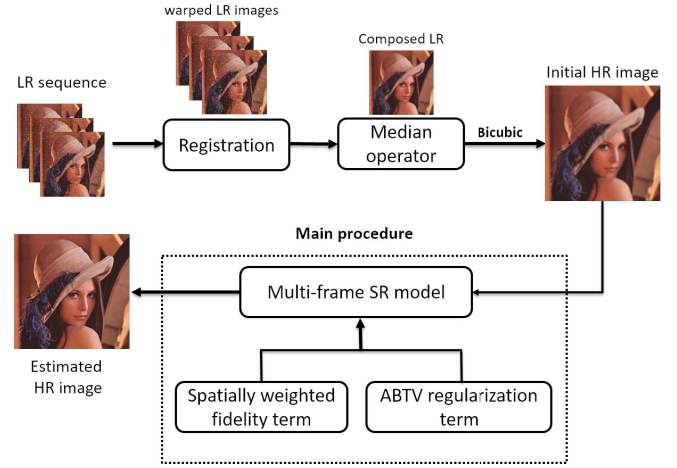 warped LR images
Composed LR
LR sequence
Initial HR image
Registration
Median
operator
Bicubic
Main procedure
Multi-frame SR model
Estimated
HR image
Spatially weighted
fidelity term
ABTV regularization
term